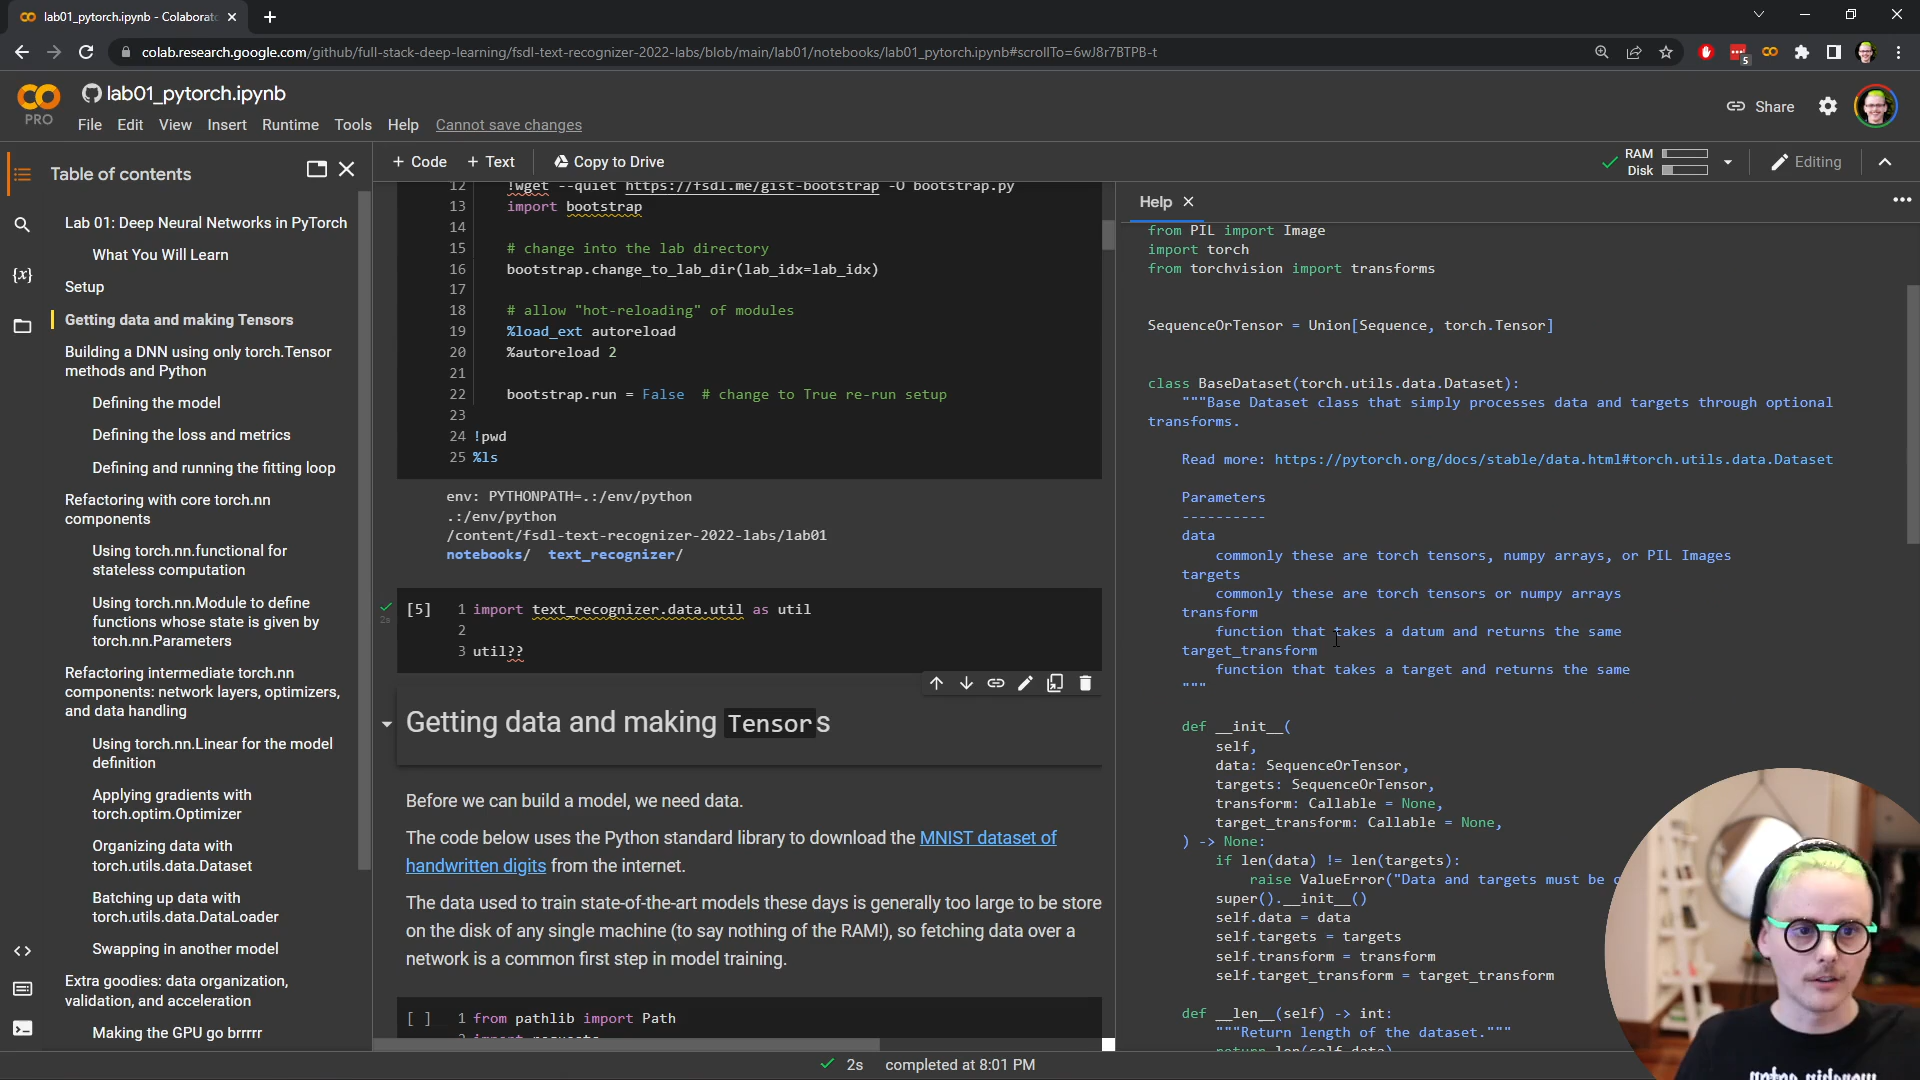 lab01_pytorch.ipynb - Colaborat
colab.research.google.com/github/full-stack-deep-learning/fsdl-text-recognizer-2022-labs/blob/main/lab01/notebooks/lab01_pytorch.ipynb#scrollTo=6wJ8r7BTPB-t
5
PRO
lab01_pytorch.ipynb
File Edit View Insert Runtime Tools Help Cannot save changes
Share
Table of contents
Lab 01: Deep Neural Networks in PyTorch
What You Will Learn
Setup
Getting data and making Tensors
Building a DNN using only torch.Tensor
methods and Python
Defining the model
Defining the loss and metrics
Defining and running the fitting loop
Refactoring with core torch.nn
components
Using torch.nn.functional for
stateless computation
Using torch.nn.Module to define
functions whose state is given by
torch.nn.Parameters
Refactoring intermediate torch.nn
components: network layers, optimizers,
and data handling
Using torch.nn.Linear for the model
definition
Applying gradients with
torch.optim.Optimizer
Organizing data with
torch.utils.data.Dataset
Batching up data with
torch.utils.data.DataLoader
Swapping in another model
Extra goodies: data organization,
validation, and acceleration
Making the GPU go brrrrr
+ Code + Text Copy to Drive
RAM
Disk
Editing
12 !wget --quiet https://fsdl.me/gist-bootstrap -O bootstrap.py
13 import bootstrap
14
15 # change into the lab directory
16 bootstrap.change_to_lab_dir(lab_idx=lab_idx)
17
18 # allow "hot-reloading" of modules
19 %load_ext autoreload
20 %autoreload 2
21
22 bootstrap.run = False # change to True re-run setup
23
24 !pwd
25 %ls
env: PYTHONPATH=.:/env/python
.:/env/python
/content/fsdl-text-recognizer-2022-labs/lab01
notebooks/ text_recognizer/
[5] 1 import text_recognizer.data.util as util
2s
2
3 util??
Getting data and making Tensors
Before we can build a model, we need data.
The code below uses the Python standard library to download the MNIST dataset of
handwritten digits from the internet.
The data used to train state-of-the-art models these days is generally too large to be store
on the disk of any single machine (to say nothing of the RAM!), so fetching data over a
network is a common first step in model training.
[ ] 1 from pathlib import Path
2 import requests
Help
from PIL import Image
import torch
from torchvision import transforms
SequenceOrTensor = Union[Sequence, torch.Tensor]
class BaseDataset(torch.utils.data.Dataset):
"""Base Dataset class that simply processes data and targets through optional
transforms.
Read more: https://pytorch.org/docs/stable/data.html#torch.utils.data.Dataset
Parameters
----------
data
commonly these are torch tensors, numpy arrays, or PIL Images
targets
commonly these are torch tensors or numpy arrays
transform
function that takes a datum and returns the same
target_transform
function that takes a target and returns the same
"""
def __init__(
self,
data: SequenceOrTensor,
targets: SequenceOrTensor,
transform: Callable = None,
target_transform: Callable = None,
) -> None:
if len(data) != len(targets):
raise ValueError("Data and targets must be
super().__init__()
self.data = data
self.targets = targets
self.transform = transform
self.target_transform = target_transform
def __len__(self) -> int:
"""Return length of the dataset."""
return len(self.data)
2s completed at 8:01 PM